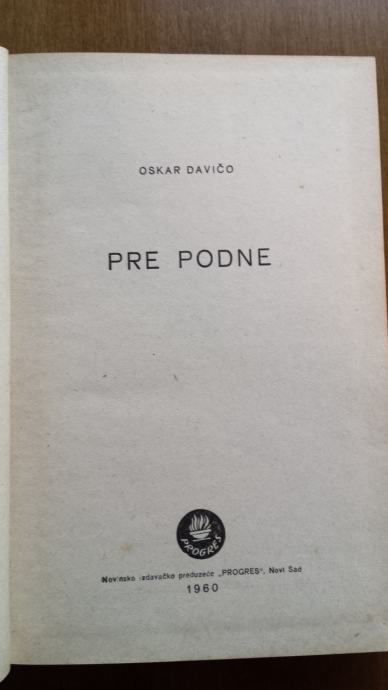 OSKAR DAVIČO
PRE PODNE
PROGRES
Novinsko izdavačko preduzeće „PROGRES", Novi Sad
1960